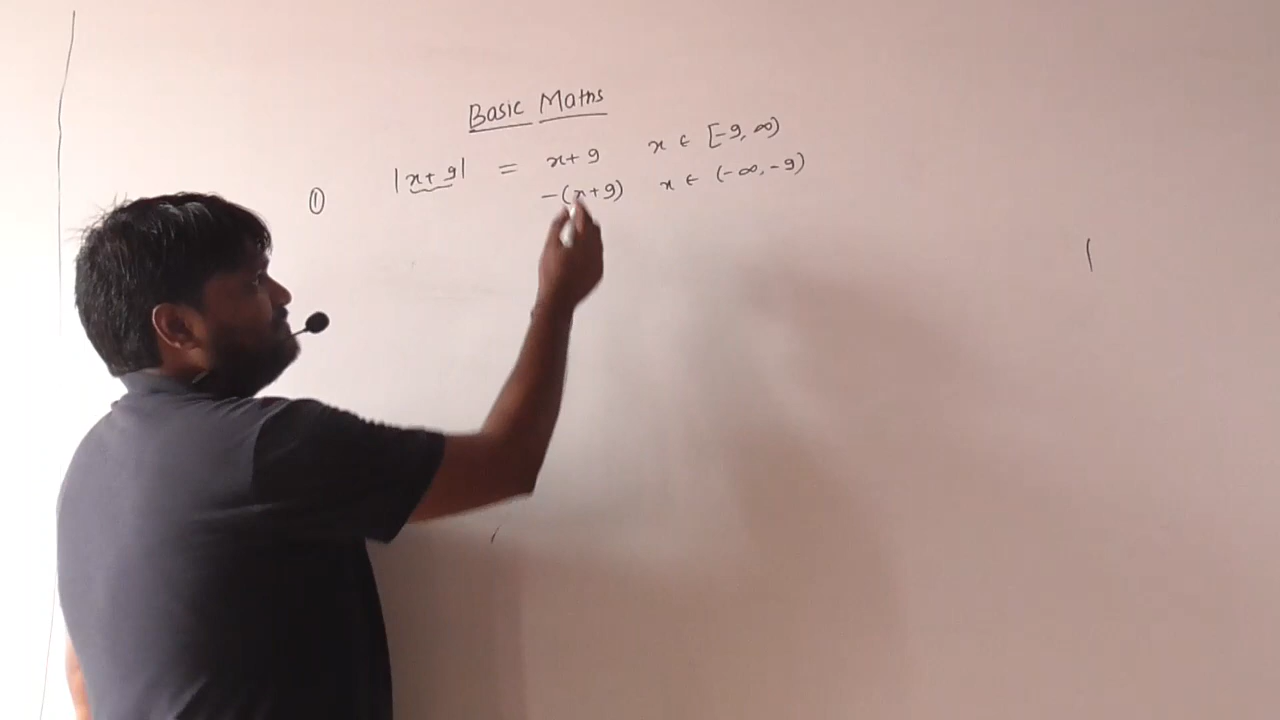 Basic Maths
① |x+9| = x+9 x ∈ [-9, ∞)
-(x+9) x ∈ (-∞, -9)